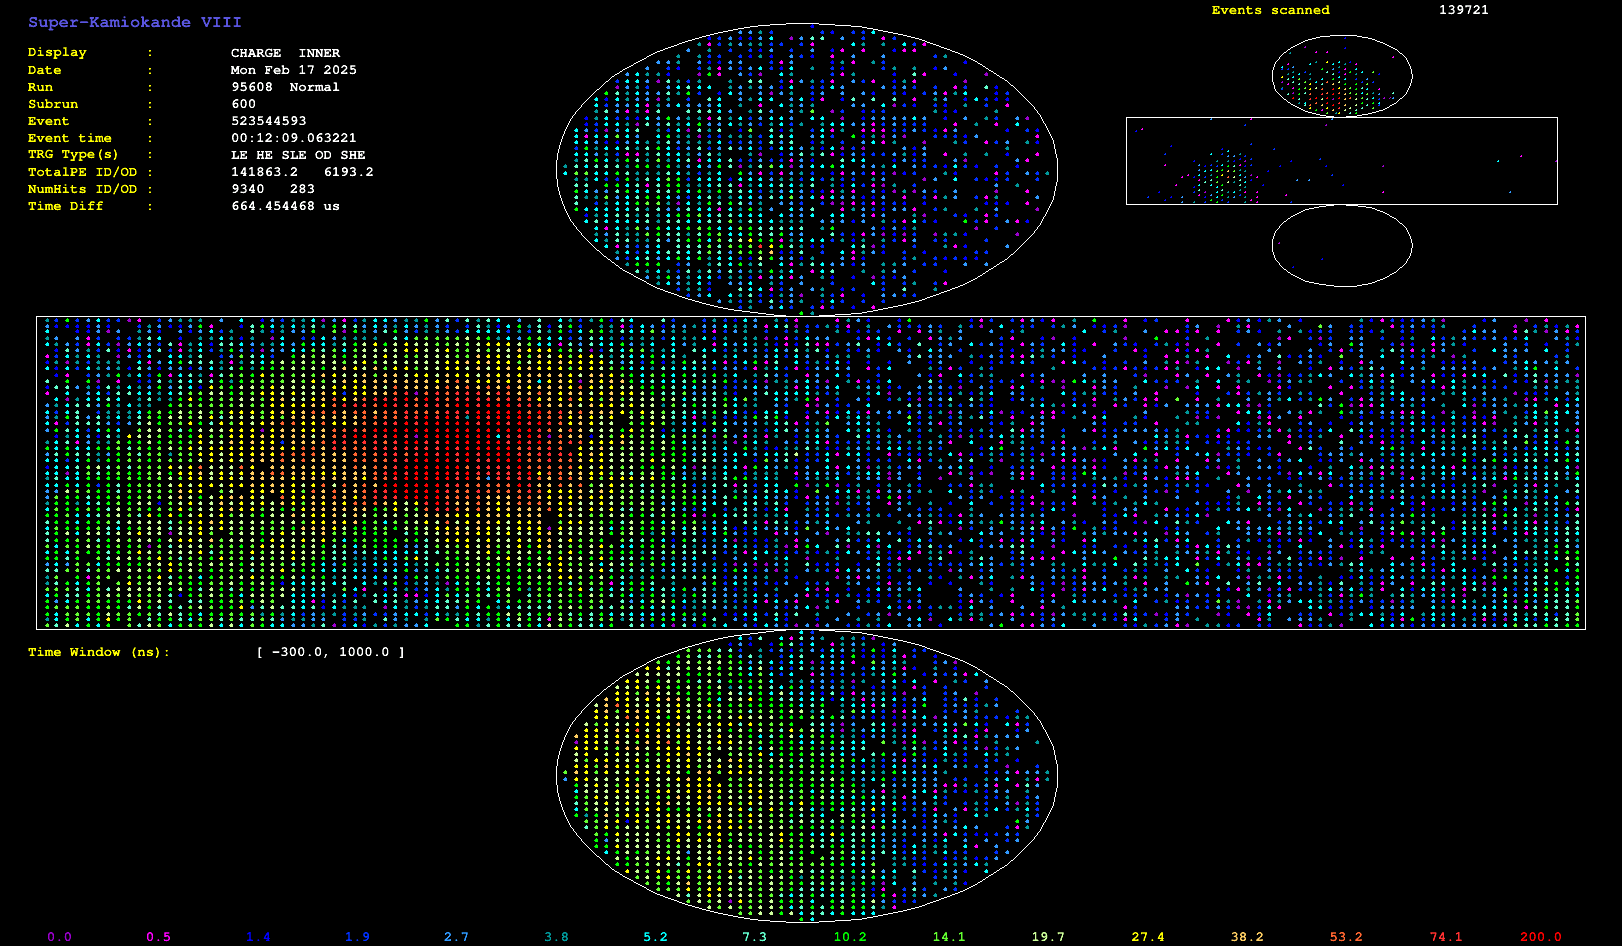 Super-Kamiokande VIII
Display : CHARGE INNER
Date : Mon Feb 17 2025
Run : 95608 Normal
Subrun : 600
Event : 523544593
Event time : 00:12:09.063221
TRG Type(s) : LE HE SLE OD SHE
TotalPE ID/OD : 141863.2 6193.2
NumHits ID/OD : 9340 283
Time Diff : 664.454468 us
Events scanned 139721
Time Window (ns): [ -300.0, 1000.0 ]
0.0 0.5 1.4 1.9 2.7 3.8 5.2 7.3 10.2 14.1 19.7 27.4 38.2 53.2 74.1 200.0